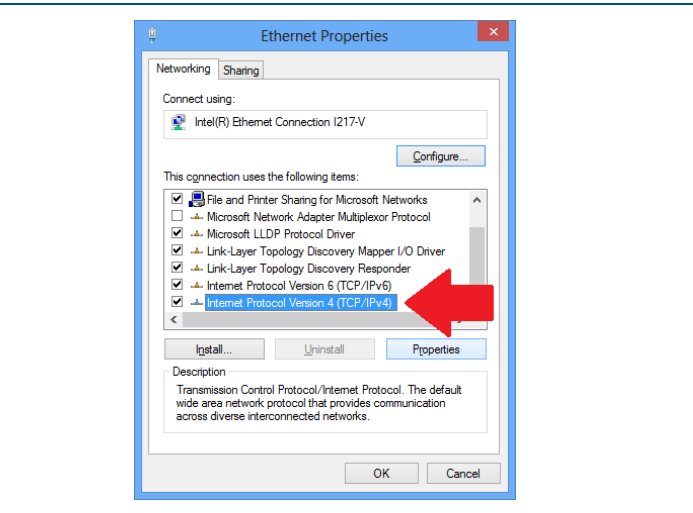 Ethernet Properties
Networking Sharing
Connect using:
Intel(R) Ethernet Connection I217-V
Configure...
This connection uses the following items:
File and Printer Sharing for Microsoft Networks
Microsoft Network Adapter Multiplexor Protocol
Microsoft LLDP Protocol Driver
Link-Layer Topology Discovery Mapper I/O Driver
Link-Layer Topology Discovery Responder
Internet Protocol Version 6 (TCP/IPv6)
Internet Protocol Version 4 (TCP/IPv4)
Install... Uninstall Properties
Description
Transmission Control Protocol/Internet Protocol. The default
wide area network protocol that provides communication
across diverse interconnected networks.
OK Cancel